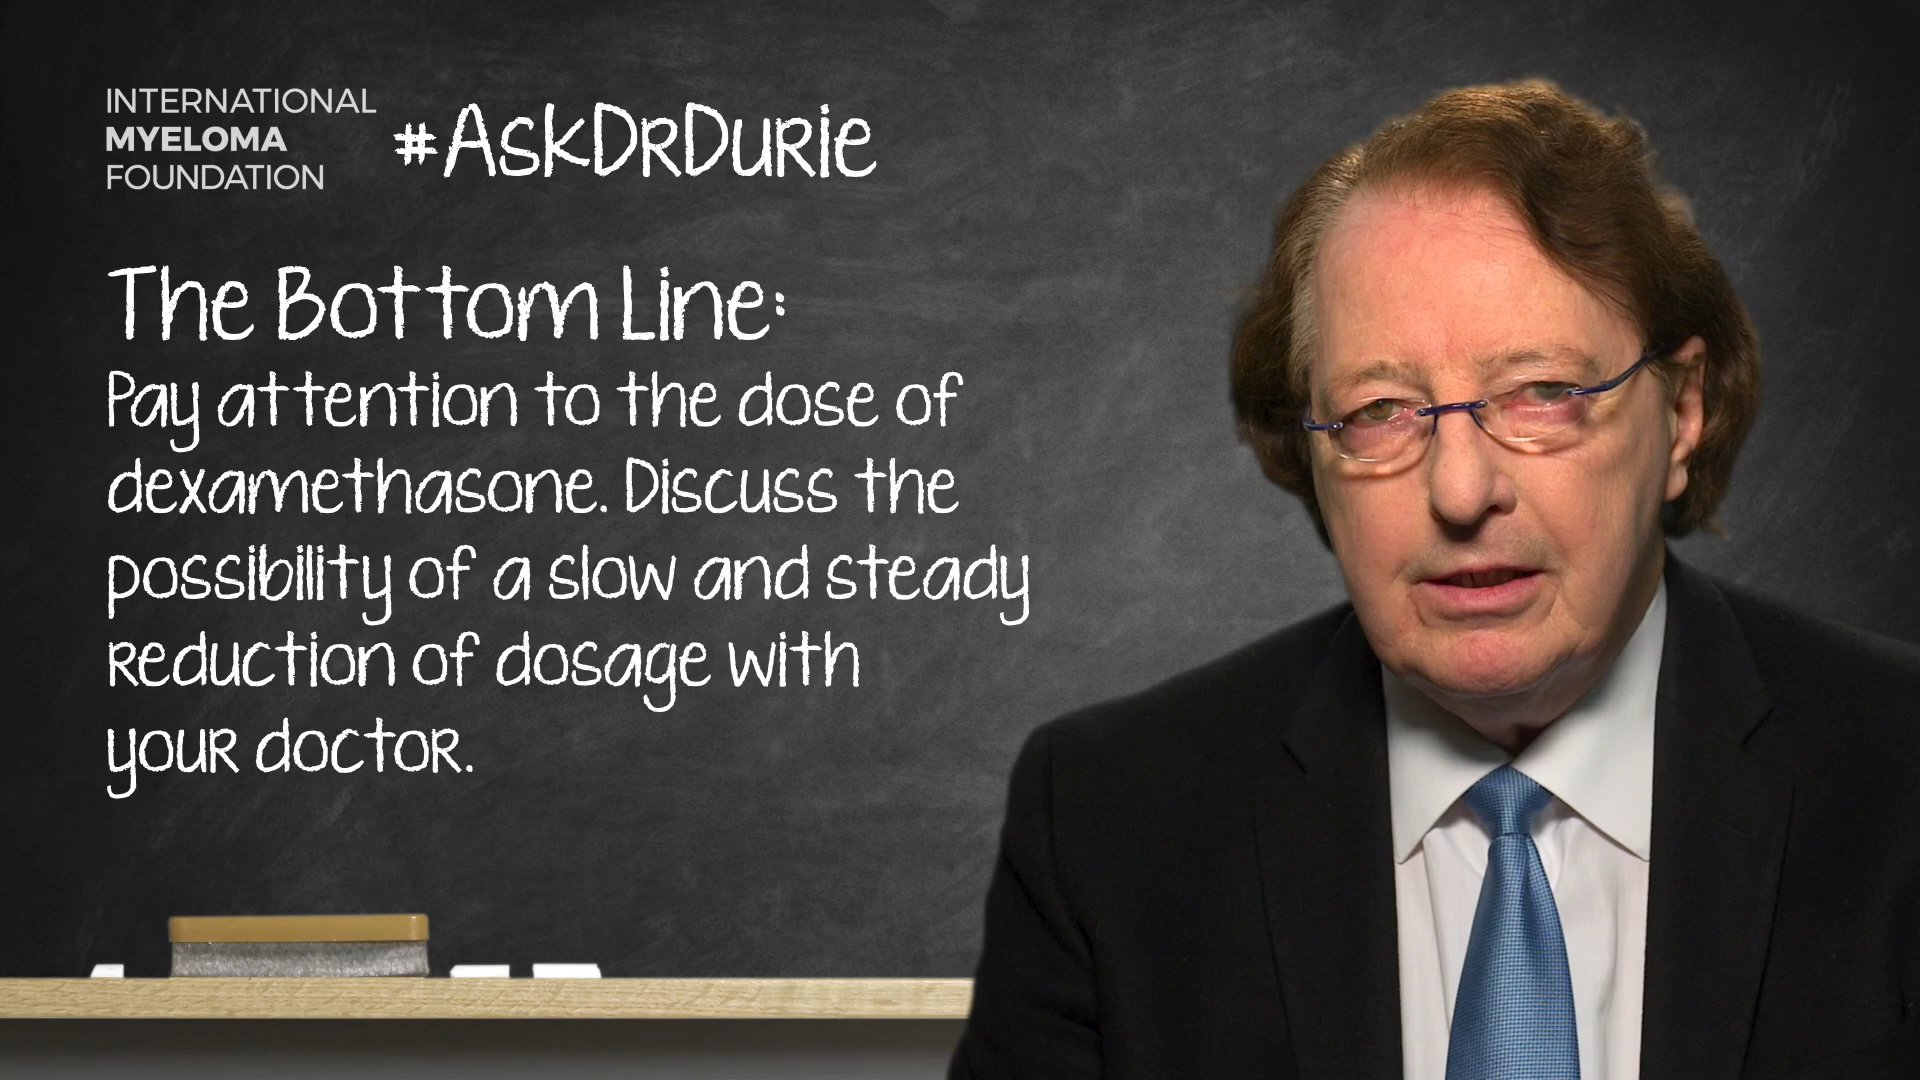 INTERNATIONAL
MYELOMA
FOUNDATION
#AskDRDURie
The Bottom Line:
Pay attention to the dose of
dexamethasone. Discuss the
possibility of a slow and steady
Reduction of dosage with
youR doctoR.